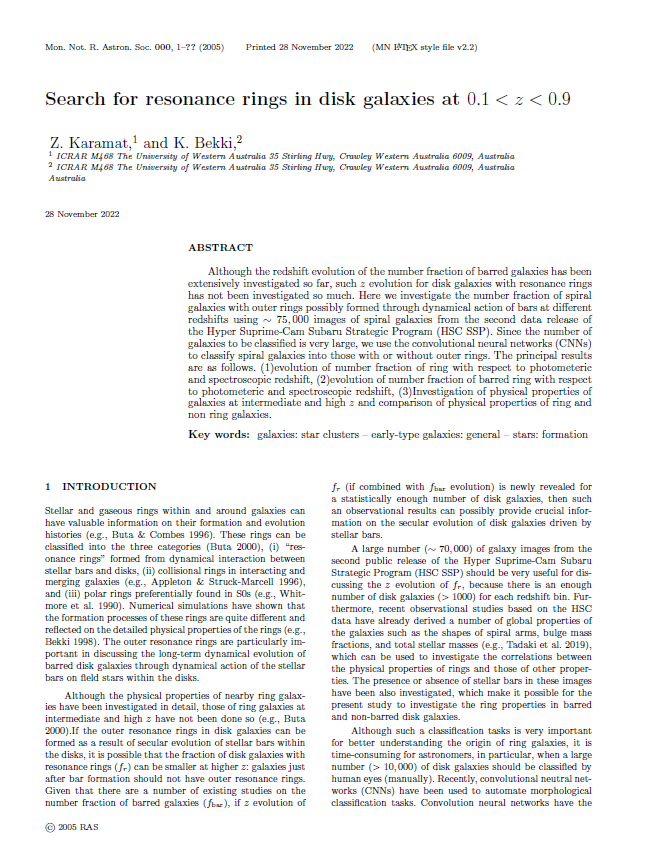 Mon. Not. R. Astron. Soc. 000, 1–?? (2005) Printed 28 November 2022 (MN LATEX style file v2.2)
Search for resonance rings in disk galaxies at 0.1 < z < 0.9
Z. Karamat,1 and K. Bekki,2
1 ICRAR M468 The University of Western Australia 35 Stirling Hwy, Crawley Western Australia 6009, Australia
2 ICRAR M468 The University of Western Australia 35 Stirling Hwy, Crawley Western Australia 6009, Australia
Australia
28 November 2022
ABSTRACT
Although the redshift evolution of the number fraction of barred galaxies has been
extensively investigated so far, such z evolution for disk galaxies with resonance rings
has not been investigated so much. Here we investigate the number fraction of spiral
galaxies with outer rings possibly formed through dynamical action of bars at different
redshifts using ∼ 75,000 images of spiral galaxies from the second data release of
the Hyper Suprime-Cam Subaru Strategic Program (HSC SSP). Since the number of
galaxies to be classified is very large, we use the convolutional neural networks (CNNs)
to classify spiral galaxies into those with or without outer rings. The principal results
are as follows. (1)evolution of number fraction of ring with respect to photometric
and spectroscopic redshift, (2)evolution of number fraction of barred ring with respect
to photometric and spectroscopic redshift, (3)Investigation of physical properties of
galaxies at intermediate and high z and comparison of physical properties of ring and
non ring galaxies.
Key words: galaxies: star clusters – early-type galaxies: general – stars: formation
1 INTRODUCTION
Stellar and gaseous rings within and around galaxies can
have valuable information on their formation and evolution
histories (e.g., Buta & Combes 1996). These rings can be
classified into the three categories (Buta 2000), (i) “res-
onance rings” formed from dynamical interaction between
stellar bars and disks, (ii) collisional rings in interacting and
merging galaxies (e.g., Appleton & Struck-Marcell 1996),
and (iii) polar rings preferentially found in S0s (e.g., Whit-
more et al. 1990). Numerical simulations have shown that
the formation processes of these rings are quite different and
reflected on the detailed physical properties of the rings (e.g.,
Bekki 1998). The outer resonance rings are particularly im-
portant in discussing the long-term dynamical evolution of
barred disk galaxies through dynamical action of the stellar
bars on field stars within the disks.
Although the physical properties of nearby ring galax-
ies have been investigated in detail, those of ring galaxies at
intermediate and high z have not been done so (e.g., Buta
2000).If the outer resonance rings in disk galaxies can be
formed as a result of secular evolution of stellar bars within
the disks, it is possible that the fraction of disk galaxies with
resonance rings (fr) can be smaller at higher z: galaxies just
after bar formation should not have outer resonance rings.
Given that there are a number of existing studies on the
number fraction of barred galaxies (fbar), if z evolution of
fr (if combined with fbar evolution) is newly revealed for
a statistically enough number of disk galaxies, then such
an observational results can possibly provide crucial infor-
mation on the secular evolution of disk galaxies driven by
stellar bars.
A large number (∼ 70,000) of galaxy images from the
second public release of the Hyper Suprime-Cam Subaru
Strategic Program (HSC SSP) should be very useful for dis-
cussing the z evolution of fr, because there is an enough
number of disk galaxies (> 1000) for each redshift bin. Fur-
thermore, recent observational studies based on the HSC
data have already derived a number of global properties of
the galaxies such as the shapes of spiral arms, bulge mass
fractions, and total stellar masses (e.g., Tadaki et al. 2019),
which can be used to investigate the correlations between
the physical properties of rings and those of other proper-
ties. The presence or absence of stellar bars in these images
have been also investigated, which make it possible for the
present study to investigate the ring properties in barred
and non-barred disk galaxies.
Although such a classification tasks is very important
for better understanding the origin of ring galaxies, it is
time-consuming for astronomers, in particular, when a large
number (> 10,000) of disk galaxies should be classified by
human eyes (manually). Recently, convolutional neutral net-
works (CNNs) have been used to automate morphological
classification tasks. Convolution neural networks have the
© 2005 RAS